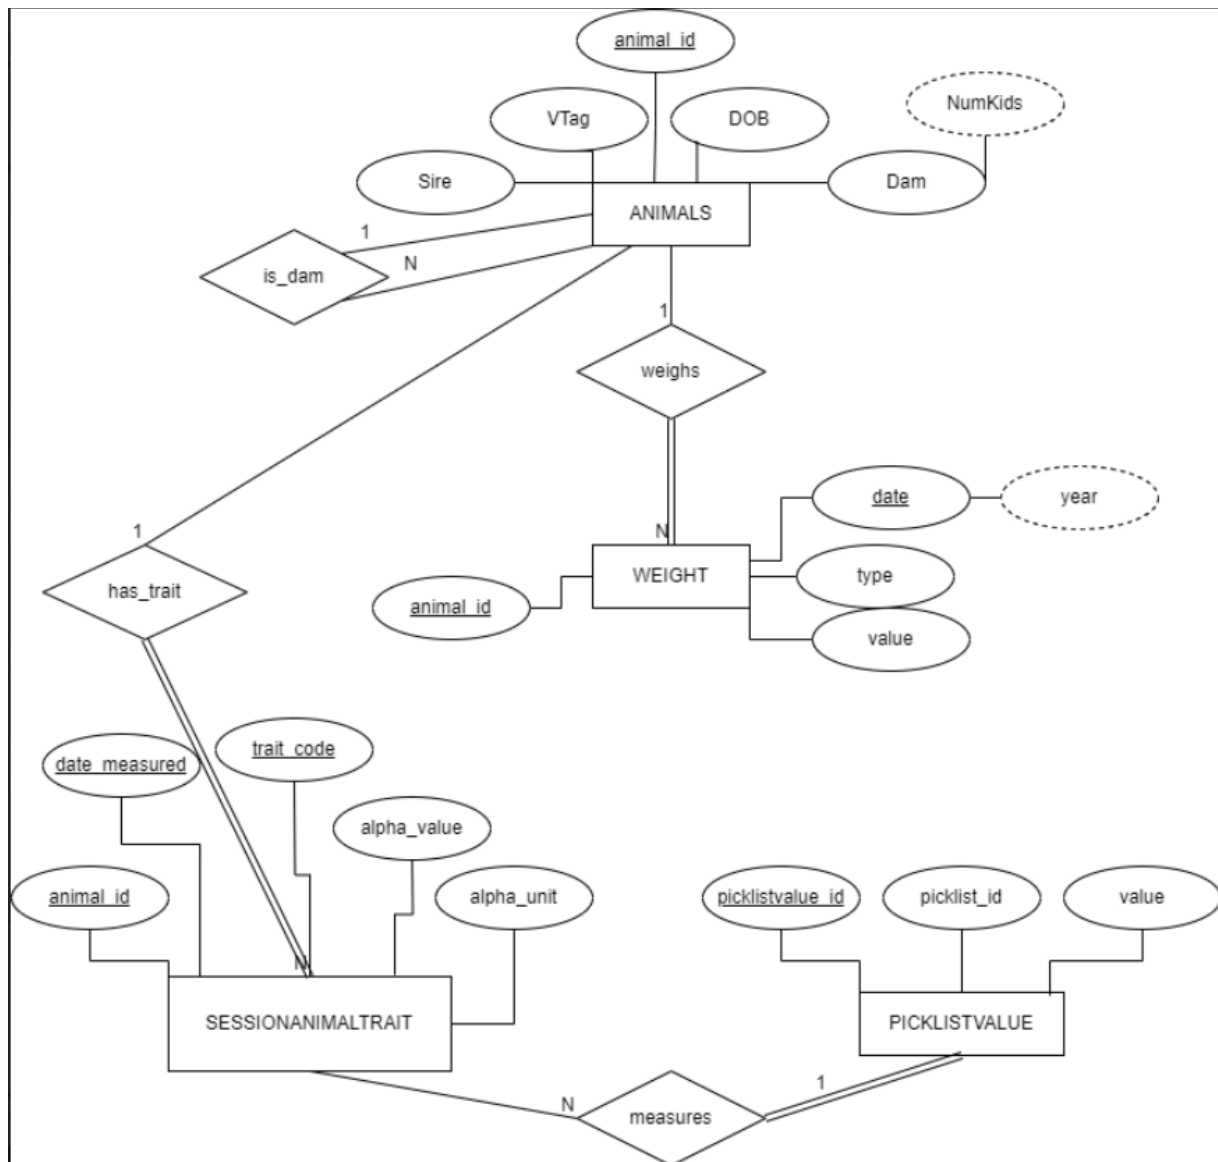 animal_id
NumKids
VTag
DOB
Sire
Dam
ANIMALS
1
N
is_dam
1
weighs
date
year
N
1
WEIGHT
type
has_trait
animal_id
value
trait_code
date_measured
alpha_value
animal_id
alpha_unit
picklistvalue_id
picklist_id
value
N
SESSIONANIMALTRAIT
PICKLISTVALUE
1
N
measures